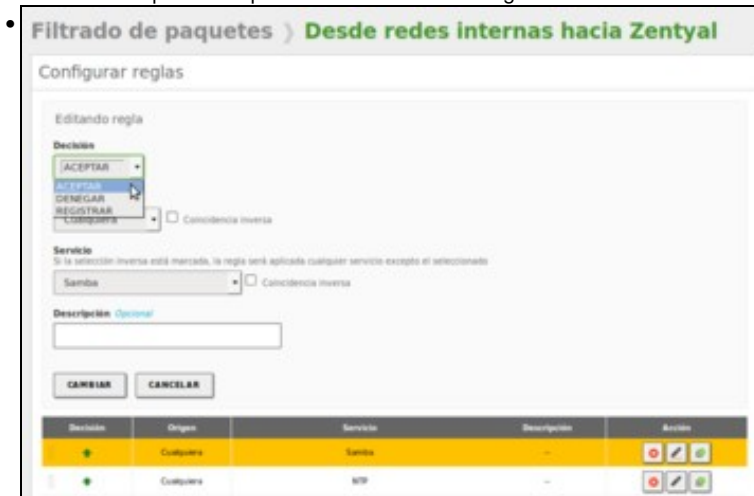 Filtrado de paquetes ⟩ Desde redes internas hacia Zentyal
Configurar reglas
Editando regla
Decisión
ACEPTAR
ACEPTAR
DENEGAR
REGISTRAR
Cualquiera Coincidencia inversa
Servicio
Si la selección inversa está marcada, la regla será aplicada cualquier servicio excepto el seleccionado
Samba Coincidencia inversa
Descripción Opcional
CAMBIAR CANCELAR
Decisión Origen Servicio Descripción Acción
Cualquiera Samba --
Cualquiera NTP --